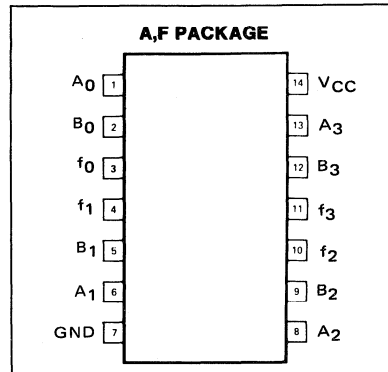 A,F PACKAGE
A0 1 14 VCC
B0 2 13 A3
f0 3 12 B3
f1 4 11 f3
B1 5 10 f2
A1 6 9 B2
GND 7 8 A2